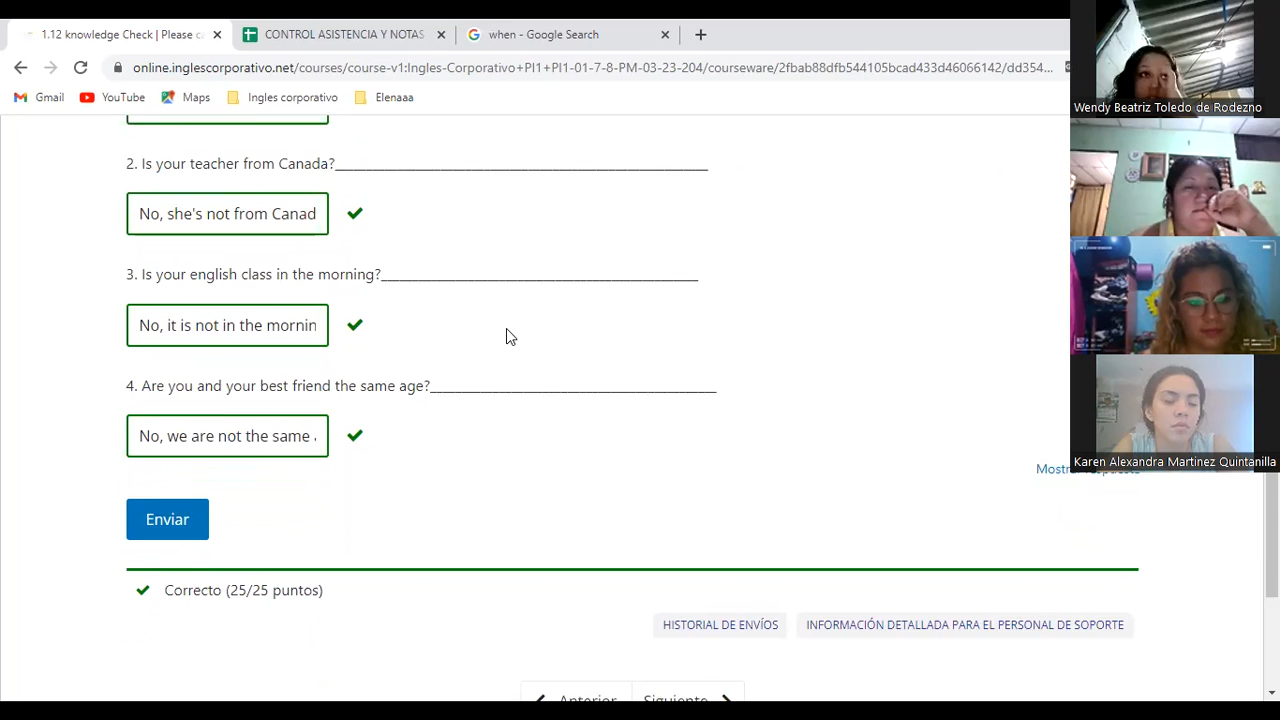 1.12 knowledge Check | Please c
CONTROL ASISTENCIA Y NOTAS
when - Google Search
online.inglescorporativo.net/courses/course-v1:Ingles-Corporativo+PI1+PI1-01-7-8-PM-03-23-204/courseware/2fbab88dfb544105bcad433d46066142/dd354...
Gmail
YouTube
Maps
Ingles corporativo
Elenaaa
Wendy Beatriz Toledo de Rodezno
2. Is your teacher from Canada?
No, she's not from Canad
3. Is your english class in the morning?
No, it is not in the mornin
4. Are you and your best friend the same age?
No, we are not the same
Karen Alexandra Martinez Quintanilla
Enviar
Correcto (25/25 puntos)
HISTORIAL DE ENVÍOS
INFORMACIÓN DETALLADA PARA EL PERSONAL DE SOPORTE
Anterior
Siguiente